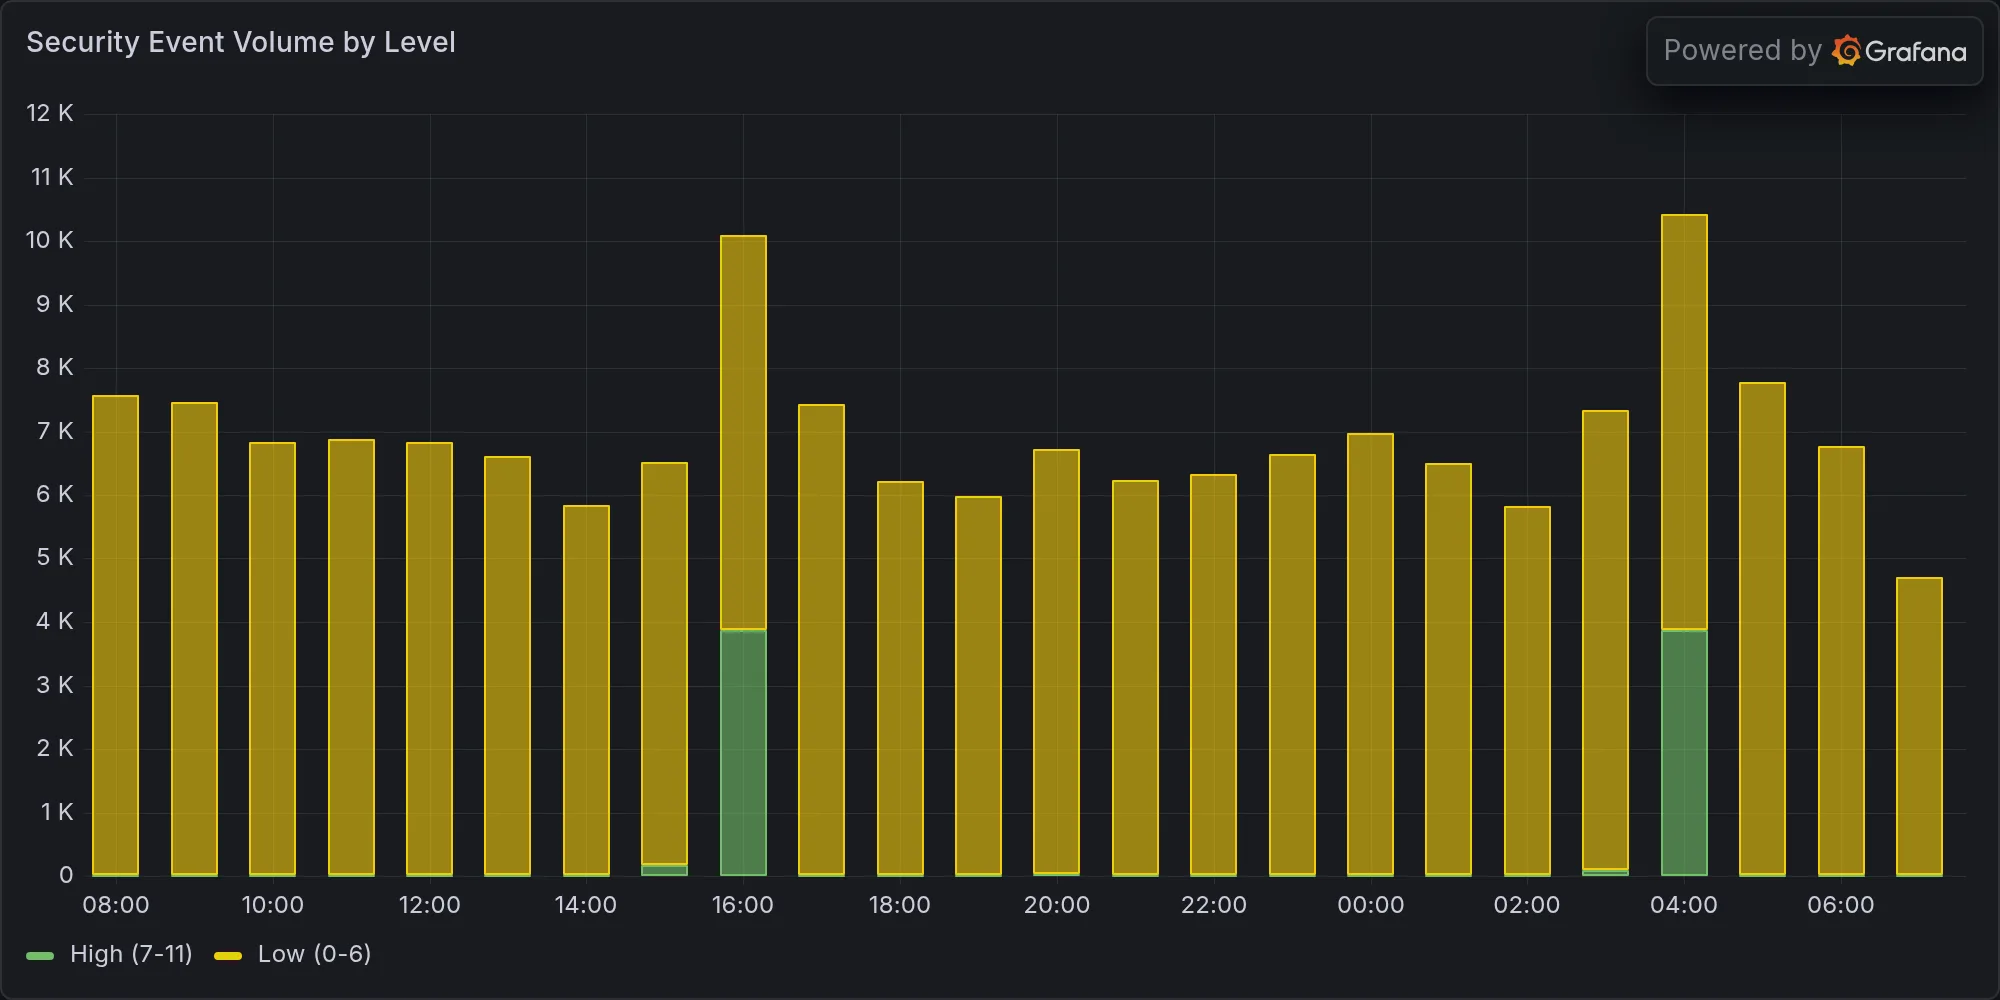 Security Event Volume by Level
Powered by Grafana
12 K
11 K
10 K
9 K
8 K
7 K
6 K
5 K
4 K
3 K
2 K
1 K
0
08:00 10:00 12:00 14:00 16:00 18:00 20:00 22:00 00:00 02:00 04:00 06:00
High (7-11) Low (0-6)